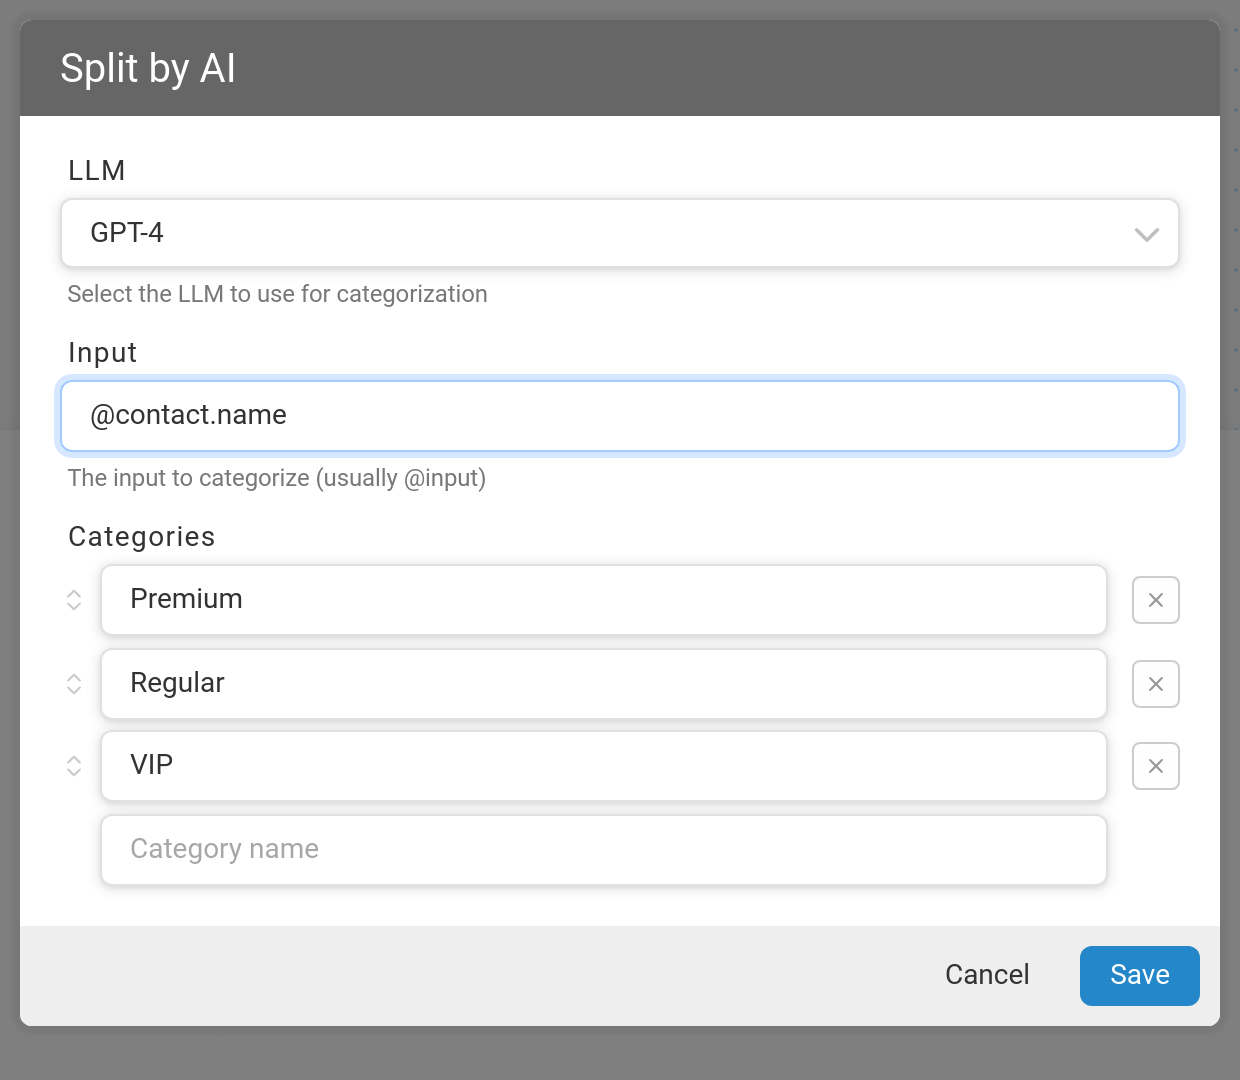 Split by AI
LLM
GPT-4
Select the LLM to use for categorization
Input
@contact.name
The input to categorize (usually @input)
Categories
Premium
Regular
VIP
Category name
Cancel
Save